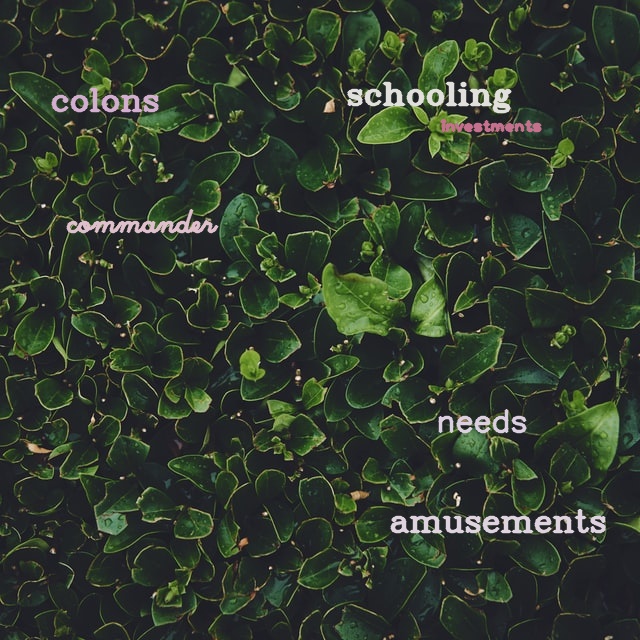 colons
schooling
investments
commander
needs
amusements